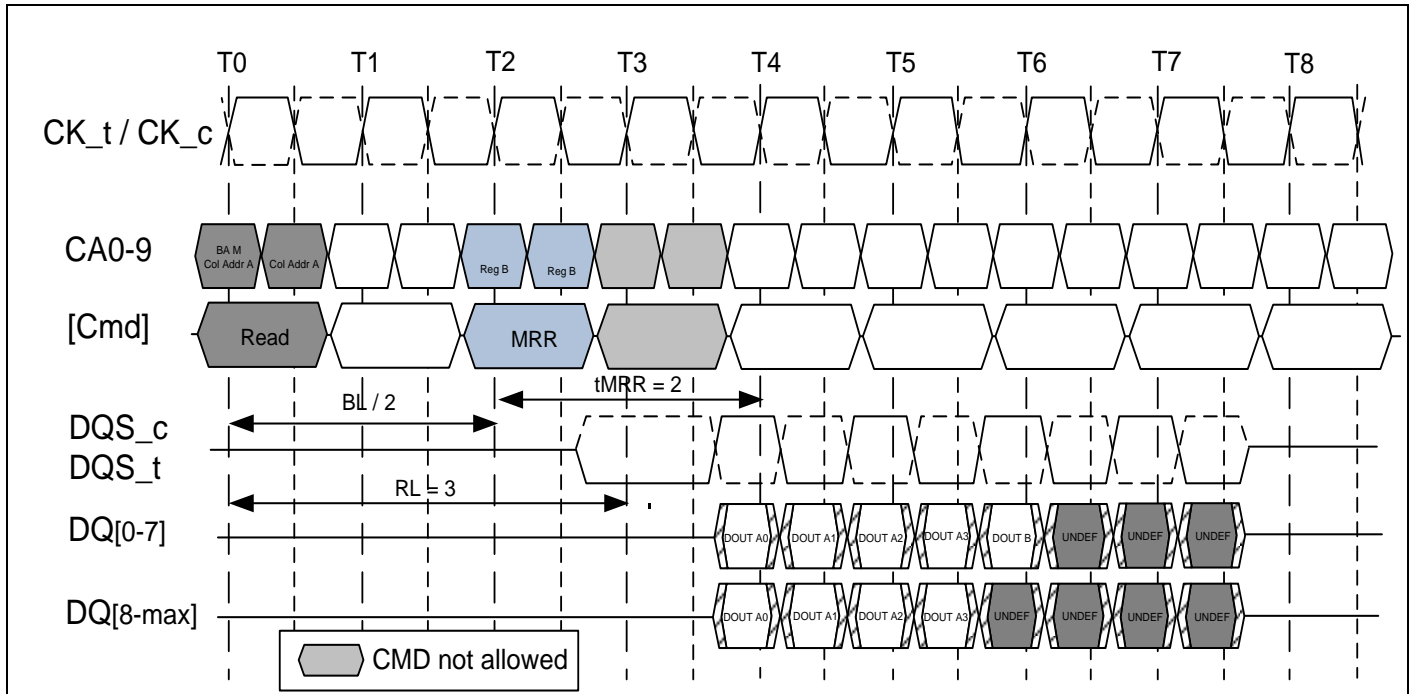 T0 T1 T2 T3 T4 T5 T6 T7 T8
CK_t / CK_c
CA0-9
BA M
Col Addr A
Col Addr A
Reg B
Reg B
[Cmd]
Read
MRR
BL / 2
tMRR = 2
DQS_c
DQS_t
RL = 3
DQ[0-7]
DOUT A0 DOUT A1 DOUT A2 DOUT A3 DOUT B UNDEF UNDEF UNDEF
DQ[8-max]
DOUT A0 DOUT A1 DOUT A2 DOUT A3 UNDEF UNDEF UNDEF UNDEF
CMD not allowed